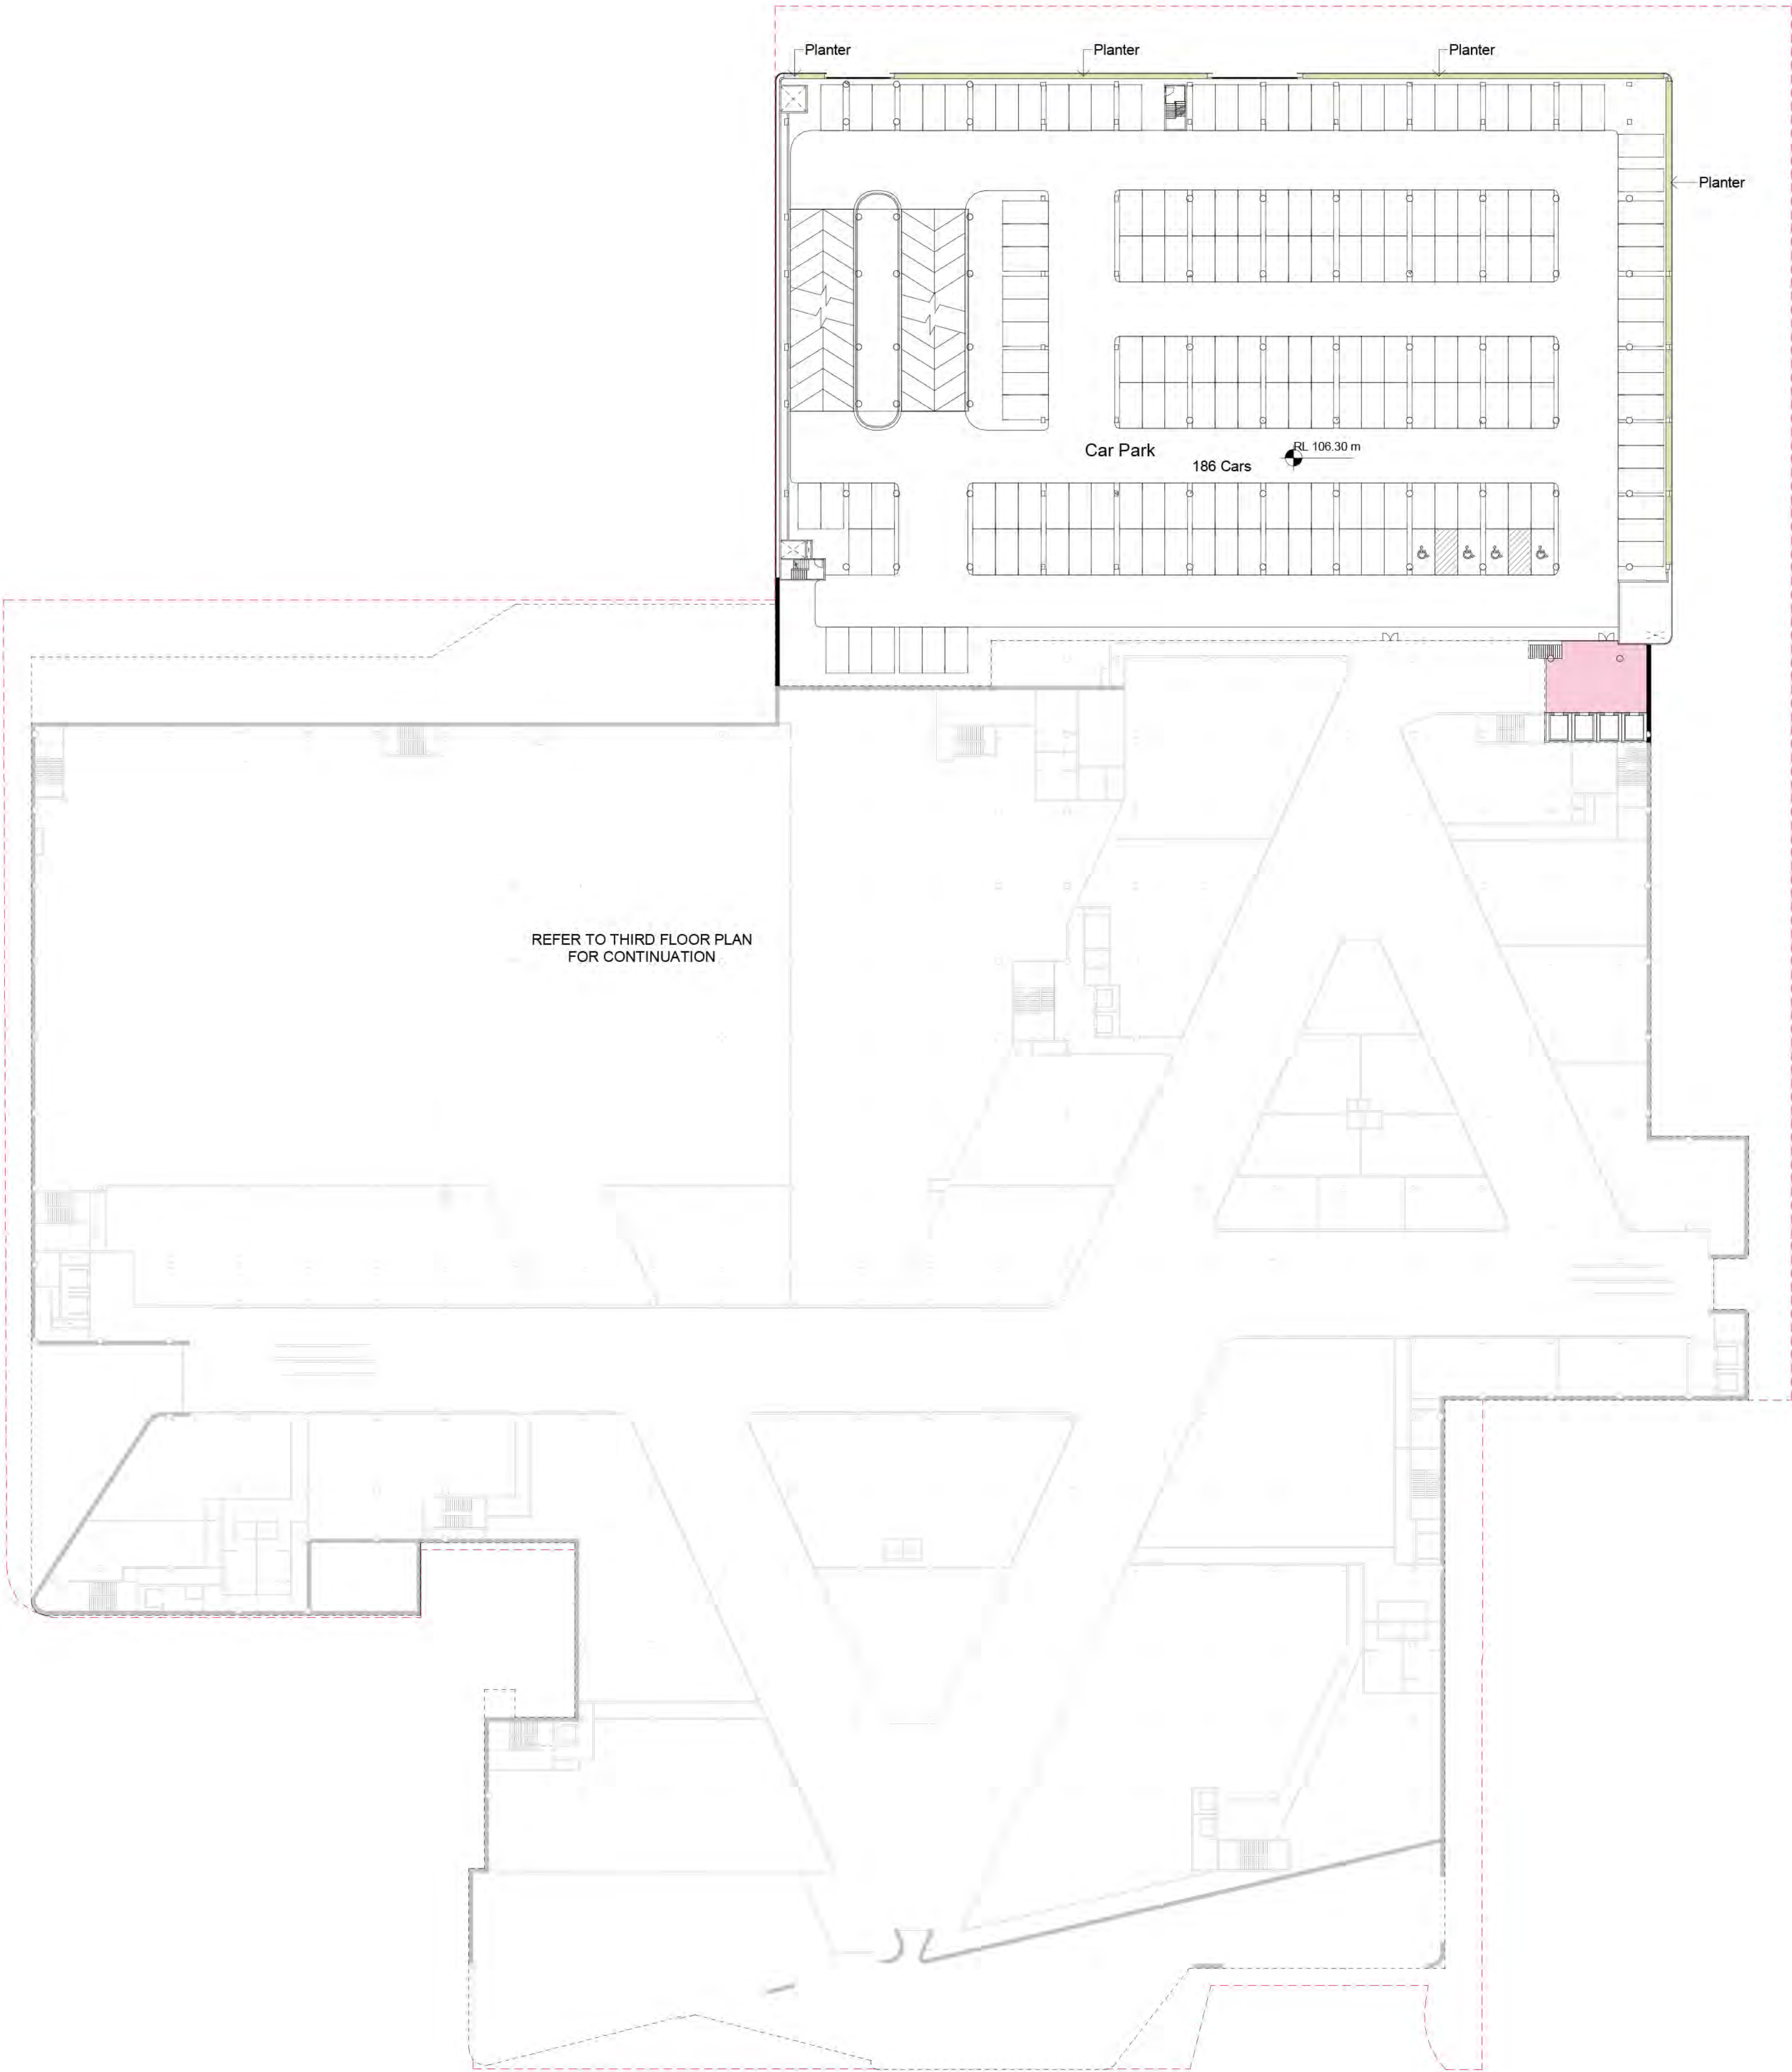 Planter
Planter
Planter
Planter
RL 106.30 m
Car Park
186 Cars
REFER TO THIRD FLOOR PLAN
FOR CONTINUATION